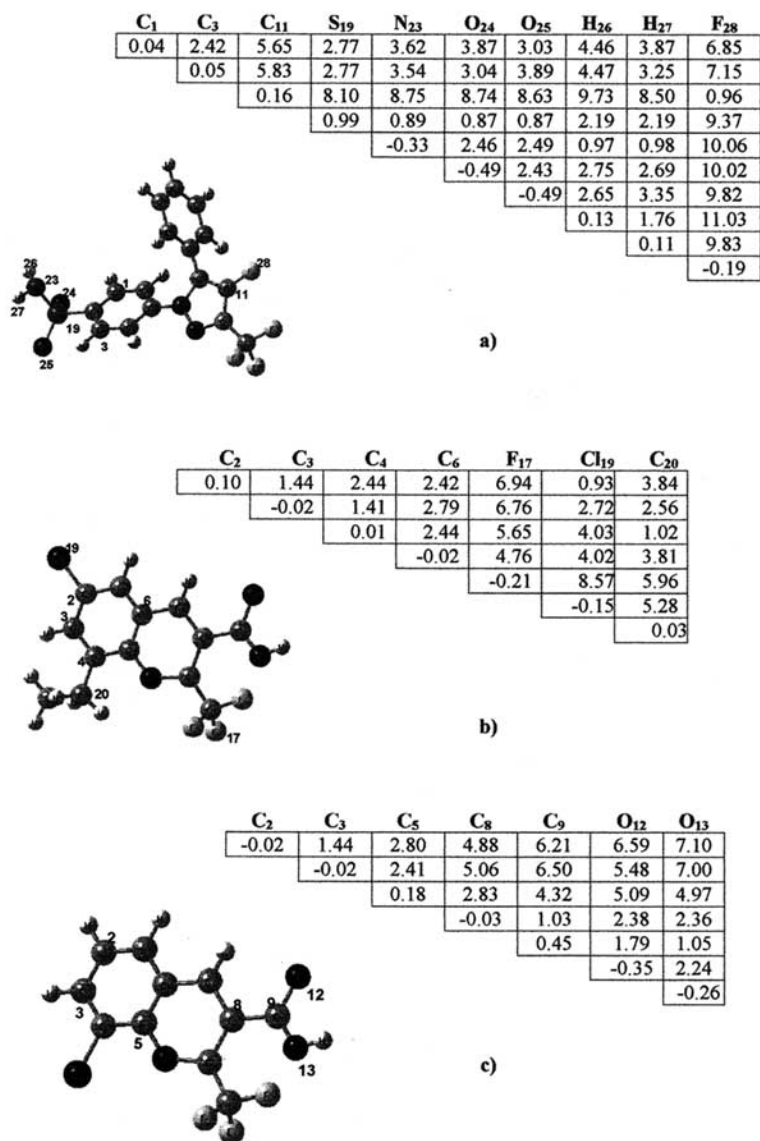 C₁ C₃ C₁₁ S₁₉ N₂₃ O₂₄ O₂₅ H₂₆ H₂₇ F₂₈
0.04 2.42 5.65 2.77 3.62 3.87 3.03 4.46 3.87 6.85
0.05 5.83 2.77 3.54 3.04 3.89 4.47 3.25 7.15
0.16 8.10 8.75 8.74 8.63 9.73 8.50 0.96
0.99 0.89 0.87 0.87 2.19 2.19 9.37
-0.33 2.46 2.49 0.97 0.98 10.06
-0.49 2.43 2.75 2.69 10.02
-0.49 2.65 3.35 9.82
0.13 1.76 11.03
0.11 9.83
-0.19
26
23
24
27
1
28
19
11
3
25
a)
C₂ C₃ C₄ C₆ F₁₇ Cl₁₉ C₂₀
0.10 1.44 2.44 2.42 6.94 0.93 3.84
-0.02 1.41 2.79 6.76 2.72 2.56
0.01 2.44 5.65 4.03 1.02
-0.02 4.76 4.02 3.81
-0.21 8.57 5.96
-0.15 5.28
0.03
19
2
6
3
4
20
17
b)
C₂ C₃ C₅ C₈ C₉ O₁₂ O₁₃
-0.02 1.44 2.80 4.88 6.21 6.59 7.10
-0.02 2.41 5.06 6.50 5.48 7.00
0.18 2.83 4.32 5.09 4.97
-0.03 1.03 2.38 2.36
0.45 1.79 1.05
-0.35 2.24
-0.26
2
12
3
8
9
5
13
c)